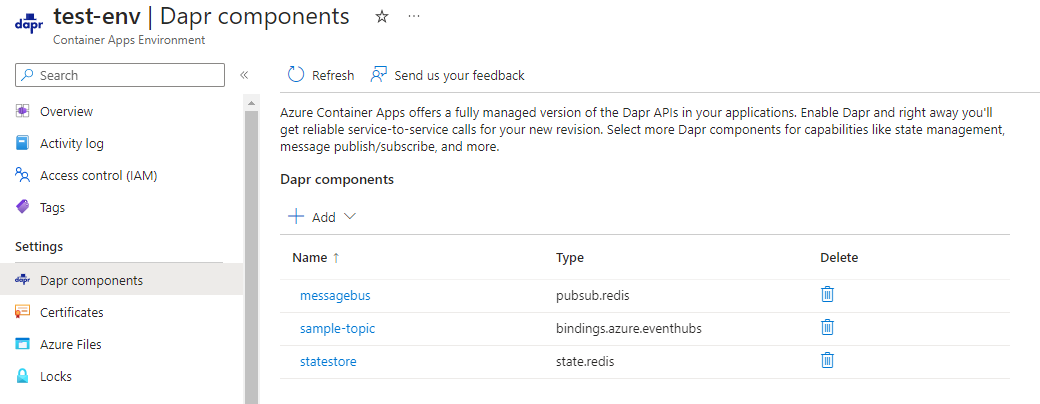 dapr
test-env | Dapr components
Container Apps Environment
Search
Overview
Activity log
Access control (IAM)
Tags
Settings
dapr Dapr components
Certificates
Azure Files
Locks
Refresh Send us your feedback
Azure Container Apps offers a fully managed version of the Dapr APIs in your applications. Enable Dapr and right away you'll
get reliable service-to-service calls for your new revision. Select more Dapr components for capabilities like state management,
message publish/subscribe, and more.
Dapr components
Add
Name Type Delete
messagebus pubsub.redis
sample-topic bindings.azure.eventhubs
statestore state.redis